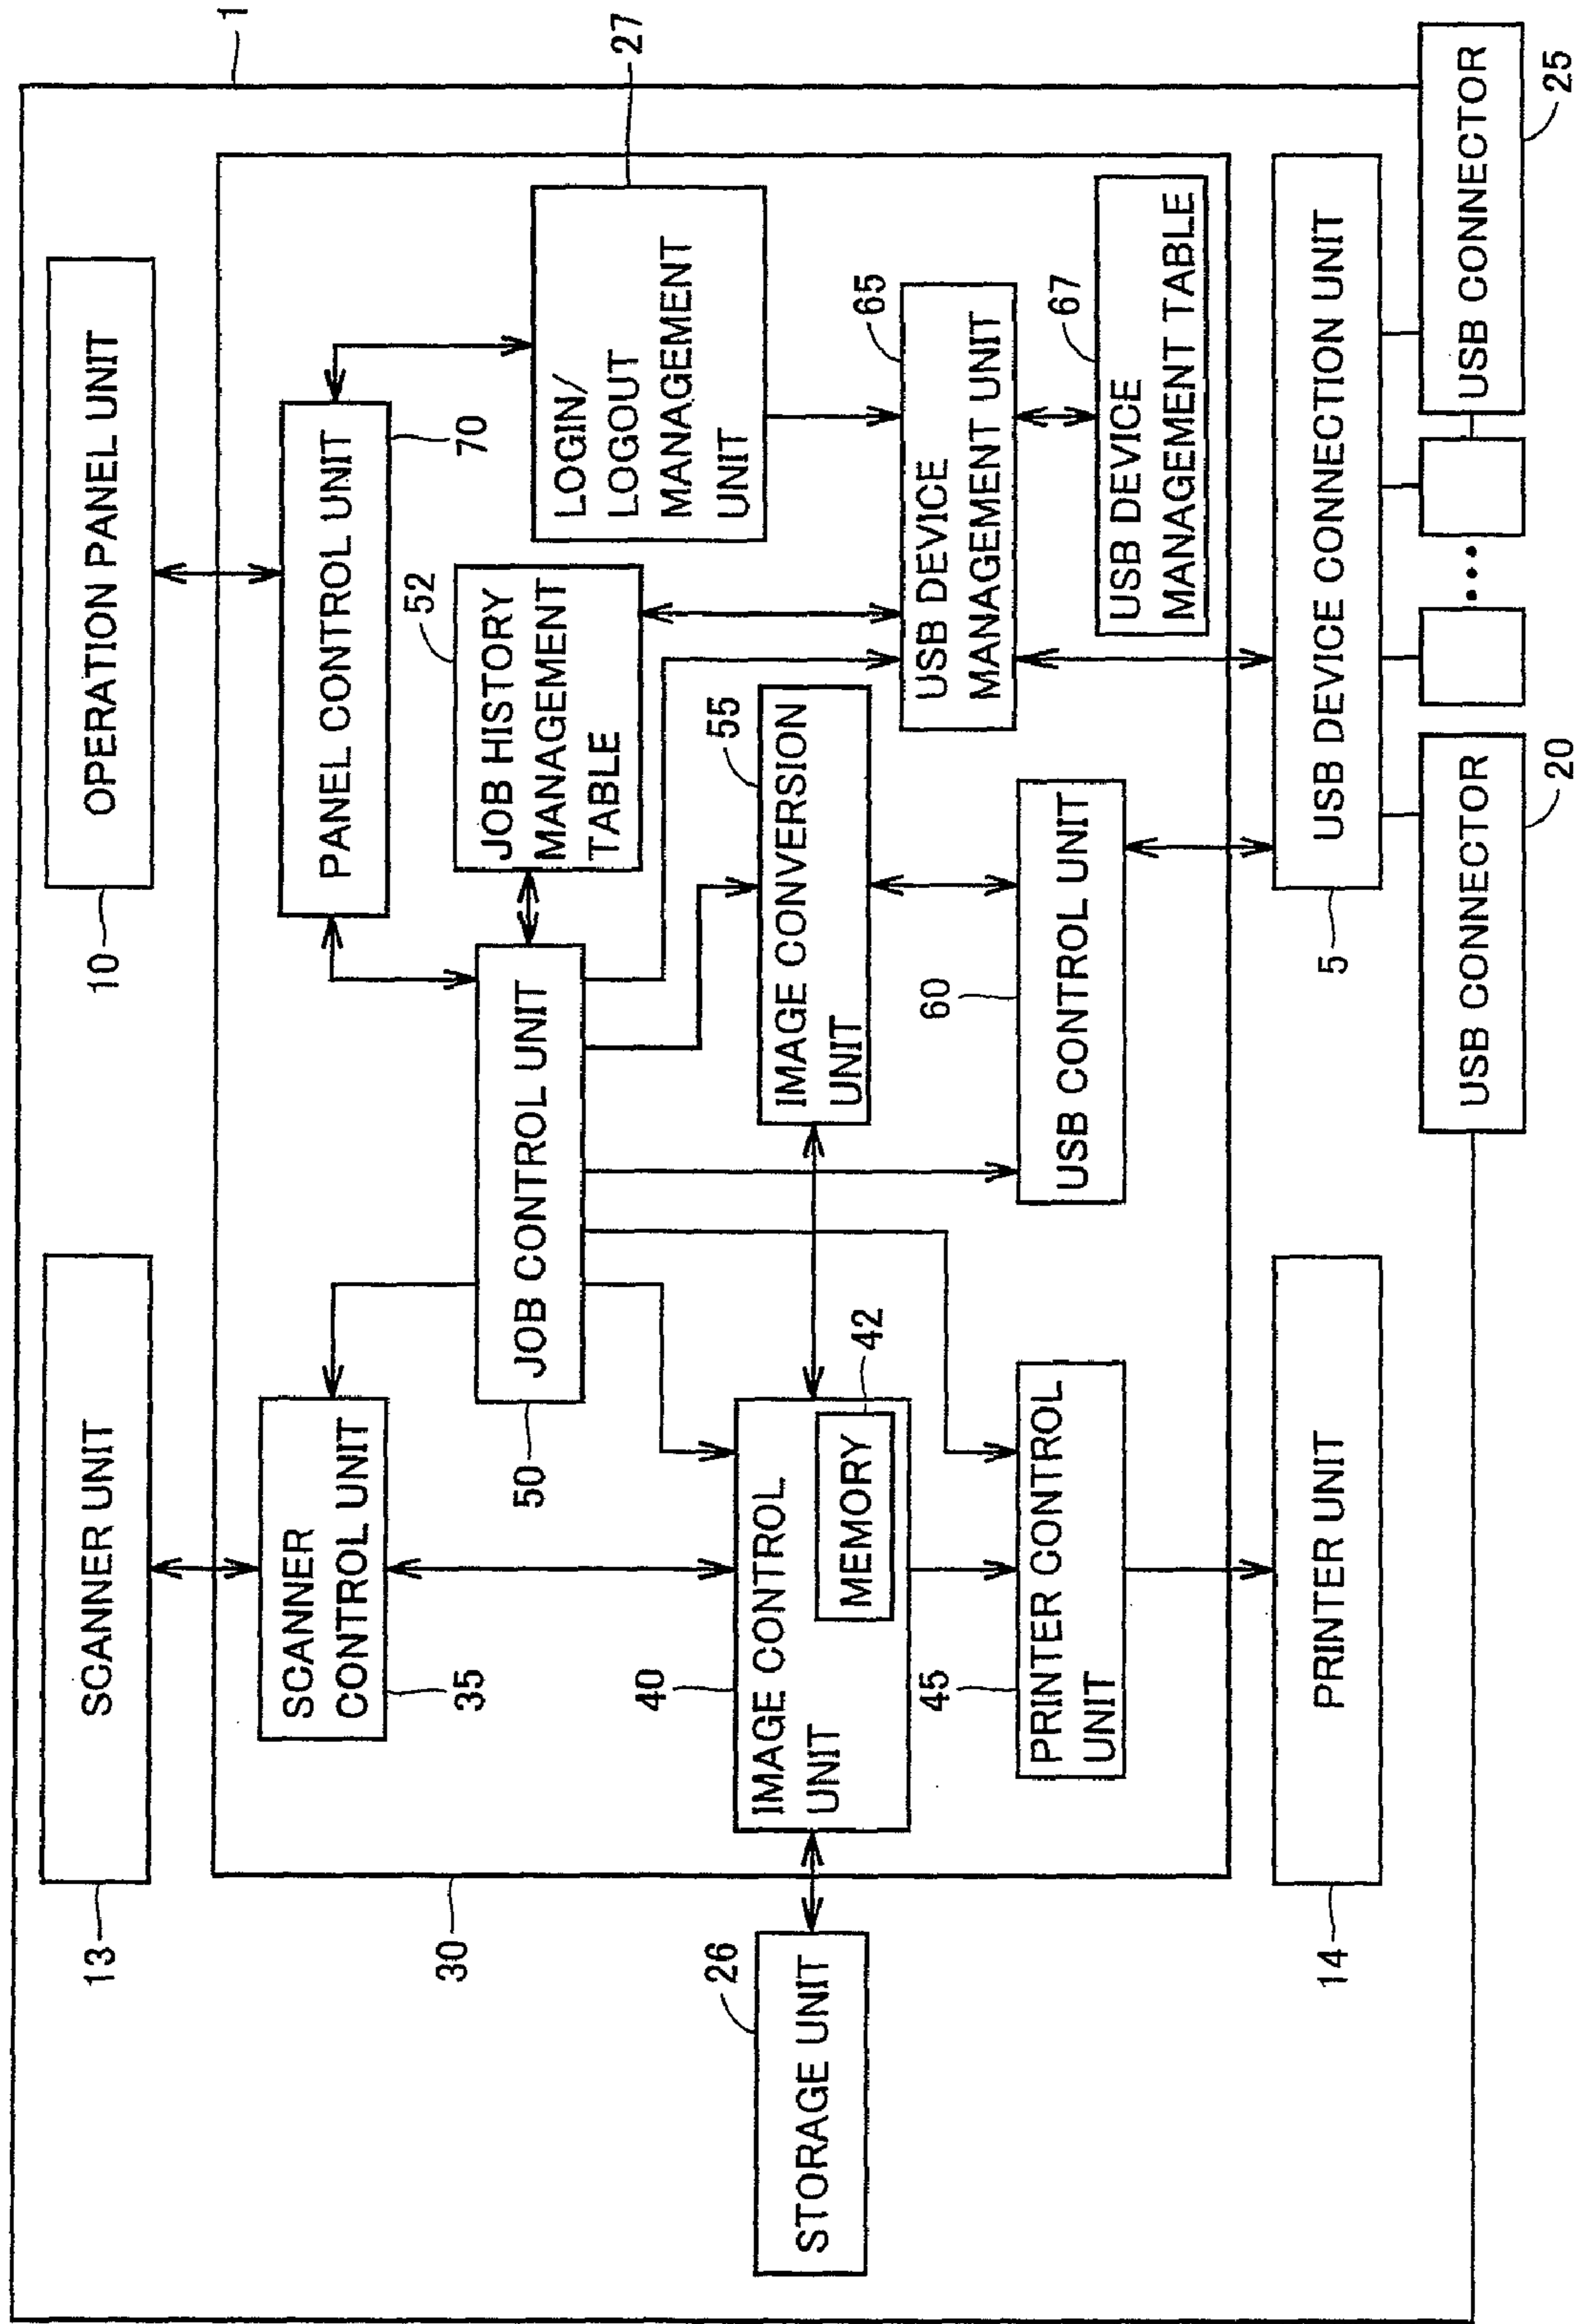 1
SCANNER UNIT
13
OPERATION PANEL UNIT
10
30
SCANNER
CONTROL UNIT
35
PANEL CONTROL UNIT
70
JOB CONTROL UNIT
50
JOB HISTORY
MANAGEMENT
TABLE
52
LOGIN/
LOGOUT
MANAGEMENT
UNIT
27
STORAGE UNIT
26
IMAGE CONTROL
UNIT
40
MEMORY
42
IMAGE CONVERSION
UNIT
55
USB DEVICE
MANAGEMENT UNIT
65
PRINTER CONTROL
UNIT
45
USB CONTROL UNIT
60
USB DEVICE
MANAGEMENT TABLE
67
PRINTER UNIT
14
USB DEVICE CONNECTION UNIT
5
USB CONNECTOR
20
...
USB CONNECTOR
25